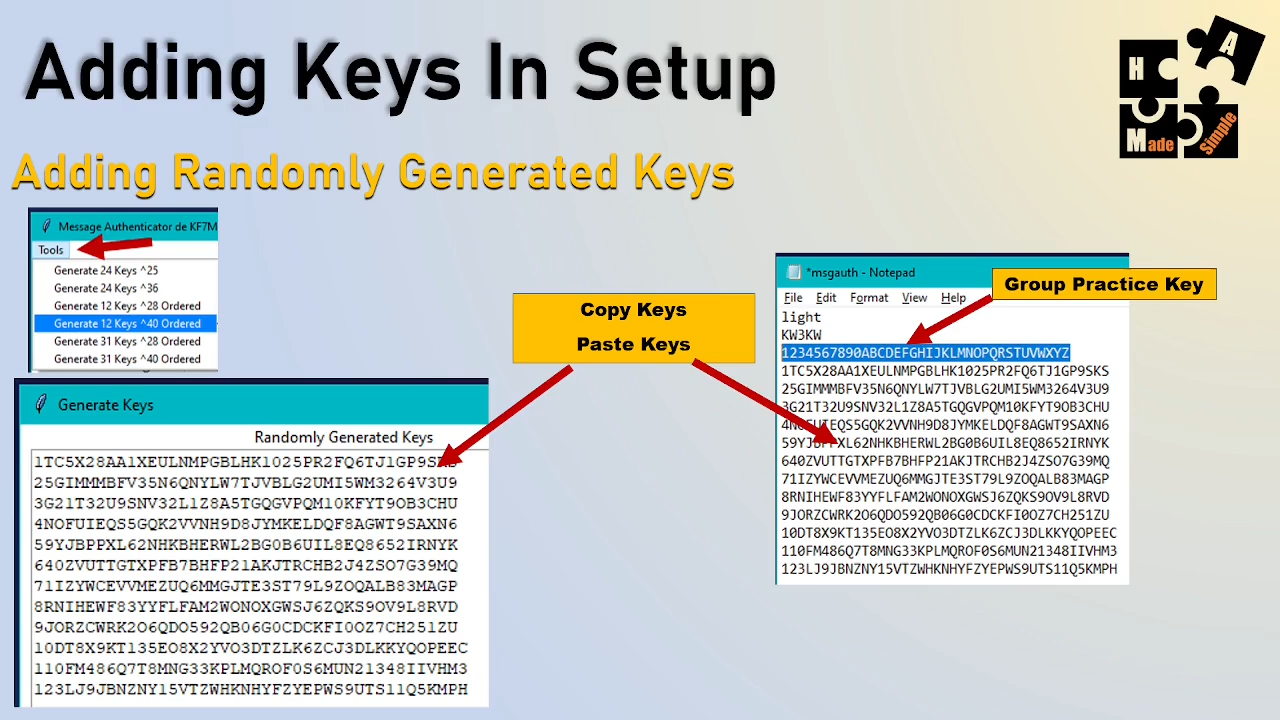 Adding Keys In Setup
H
A
Made
Simple
Adding Randomly Generated Keys
Message Authenticator de KF7M
Tools
Generate 24 Keys ^25
Generate 24 Keys ^36
Generate 12 Keys ^28 Ordered
Generate 12 Keys ^40 Ordered
Generate 31 Keys ^28 Ordered
Generate 31 Keys ^40 Ordered
Generate Keys
Randomly Generated Keys
1TC5X28AA1XEULNMPGBLHK1025PR2FQ6TJ1GP9S
25GIMMMBFV35N6QNYLW7TJVBLG2UMI5WM3264V3U9
3G21T32U9SNV32L1Z8A5TGQGVPQM10KFYT9OB3CHU
4NOFUIEQS5GQK2VVNH9D8JYMKELDQF8AGWT9SAXN6
59YJBPPXL62NHKBHERWL2BG0B6UIL8EQ8652IRNYK
640ZVUTTGTXPFB7BHFP21AKJTRCHB2J4ZSO7G39MQ
71IZYWCEVVMEZUQ6MMGJTE3ST79L9ZOQALB83MAGP
8RNIHEWF83YYFLFAM2WONOXGWSJ6ZQKS9OV9L8RVD
9JORZCWRK2O6QDO592QB06G0CDCKFI0OZ7CH251ZU
10DT8X9KT135EO8X2YVO3DTZLK6ZCJ3DLKKYQOPEEC
110FM486Q7T8MNG33KPLMQROF0S6MUN21348IIVHM3
123LJ9JBNZNY15VTZWHKNHYFZYEPWS9UTS11Q5KMPH
Copy Keys
Paste Keys
*msgauth - Notepad
File Edit Format View Help
Group Practice Key
light
KW3KW
1234567890ABCDEFGHIJKLMNOPQRSTUVWXYZ
1TC5X28AA1XEULNMPGBLHK1025PR2FQ6TJ1GP9SKS
25GIMMMBFV35N6QNYLW7TJVBLG2UMI5WM3264V3U9
3G21T32U9SNV32L1Z8A5TGQGVPQM10KFYT9OB3CHU
4NOFUIEQS5GQK2VVNH9D8JYMKELDQF8AGWT9SAXN6
59YJBPPXL62NHKBHERWL2BG0B6UIL8EQ8652IRNYK
640ZVUTTGTXPFB7BHFP21AKJTRCHB2J4ZSO7G39MQ
71IZYWCEVVMEZUQ6MMGJTE3ST79L9ZOQALB83MAGP
8RNIHEWF83YYFLFAM2WONOXGWSJ6ZQKS9OV9L8RVD
9JORZCWRK2O6QDO592QB06G0CDCKFI0OZ7CH251ZU
10DT8X9KT135EO8X2YVO3DTZLK6ZCJ3DLKKYQOPEEC
110FM486Q7T8MNG33KPLMQROF0S6MUN21348IIVHM3
123LJ9JBNZNY15VTZWHKNHYFZYEPWS9UTS11Q5KMPH